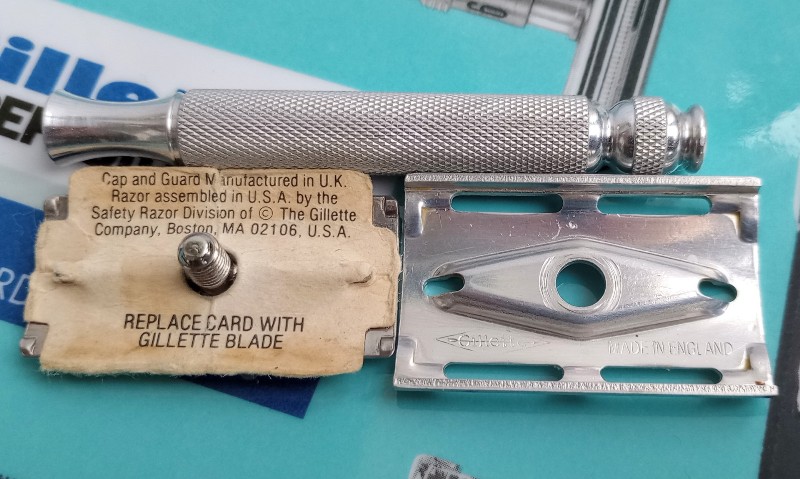 Cap and Guard Manufactured in U.K.
Razor assembled in U.S.A. by the
Safety Razor Division of © The Gillette
Company, Boston, MA 02106, U.S.A.
REPLACE CARD WITH
GILLETTE BLADE
Gillette
MADE IN ENGLAND